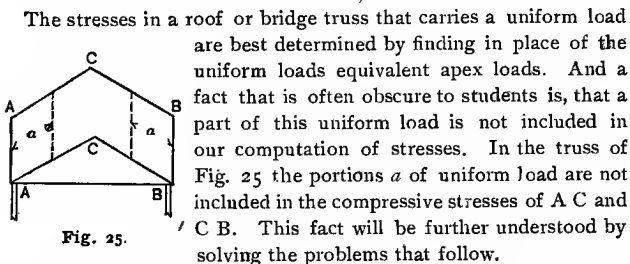 The stresses in a roof or bridge truss that carries a uniform load
are best determined by finding in place of the
uniform loads equivalent apex loads. And a
fact that is often obscure to students is, that a
part of this uniform load is not included in
our computation of stresses. In the truss of
Fig. 25 the portions a of uniform load are not
included in the compressive stresses of A C and
C B. This fact will be further understood by
solving the problems that follow.
C
A
B
a
a
C
A
B
Fig. 25.